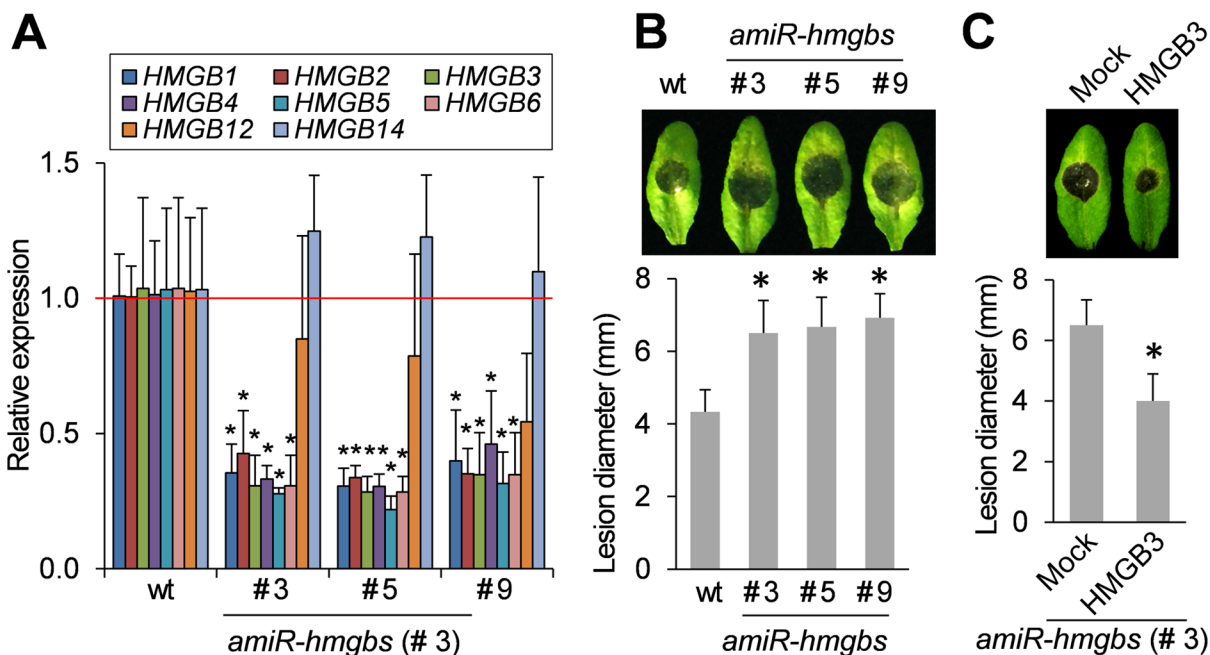 A
HMGB1 HMGB2 HMGB3
HMGB4 HMGB5 HMGB6
HMGB12 HMGB14
Relative expression
1.5
1.0
0.5
0.0
* * * * * *
** ** * *
* * * * * *
wt #3 #5 #9
amiR-hmgbs (# 3)
B
amiR-hmgbs
wt #3 #5 #9
Lesion diameter (mm)
8
6
4
2
0
* * *
wt #3 #5 #9
amiR-hmgbs
C
Mock HMGB3
Lesion diameter (mm)
8
6
4
2
0
*
Mock HMGB3
amiR-hmgbs (# 3)